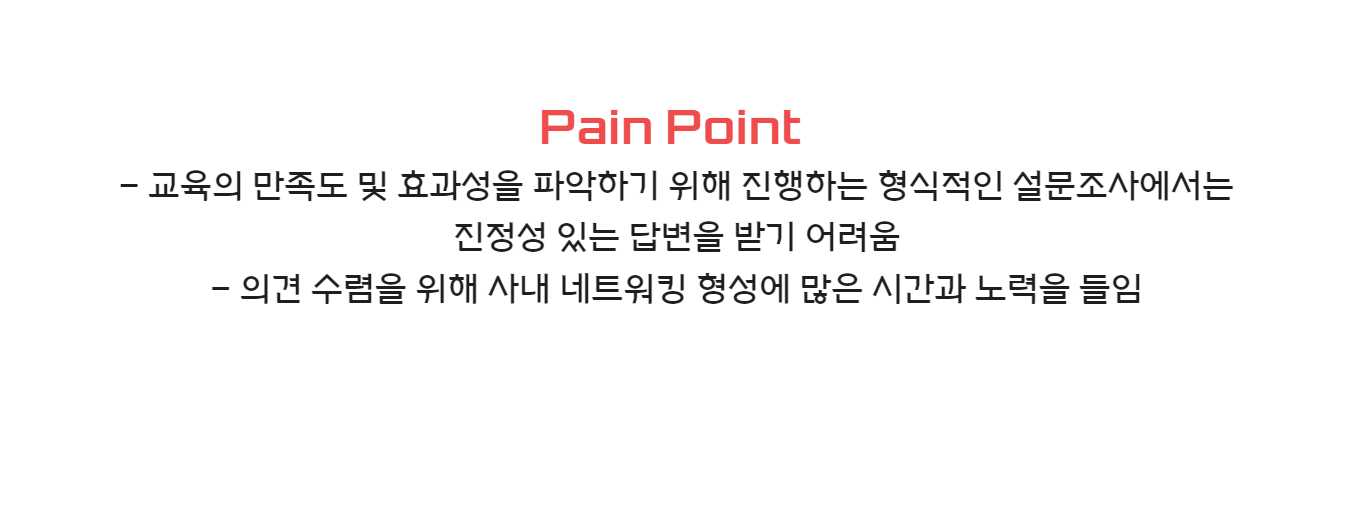 Pain Point
- 교육의 만족도 및 효과성을 파악하기 위해 진행하는 형식적인 설문조사에서는
진정성 있는 답변을 받기 어려움
- 의견 수렴을 위해 사내 네트워킹 형성에 많은 시간과 노력을 들임